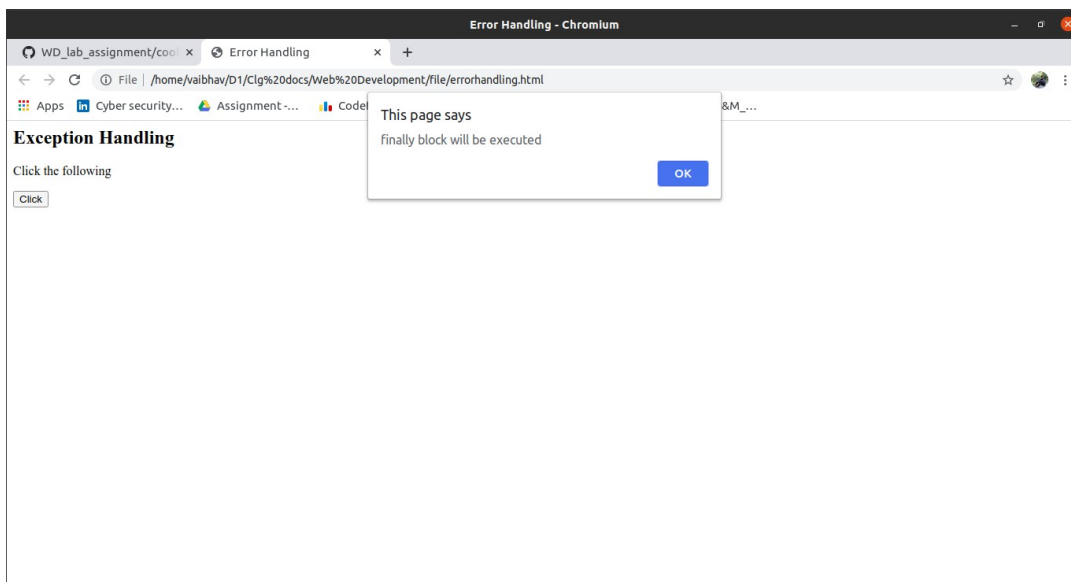 Error Handling - Chromium
WD_lab_assignment/coo
Error Handling
File | /home/vaibhav/D1/Clg%20docs/Web%20Development/file/errorhandling.html
Apps
in Cyber security...
Assignment -...
Code
&M_...
This page says
finally block will be executed
OK
Exception Handling
Click the following
Click